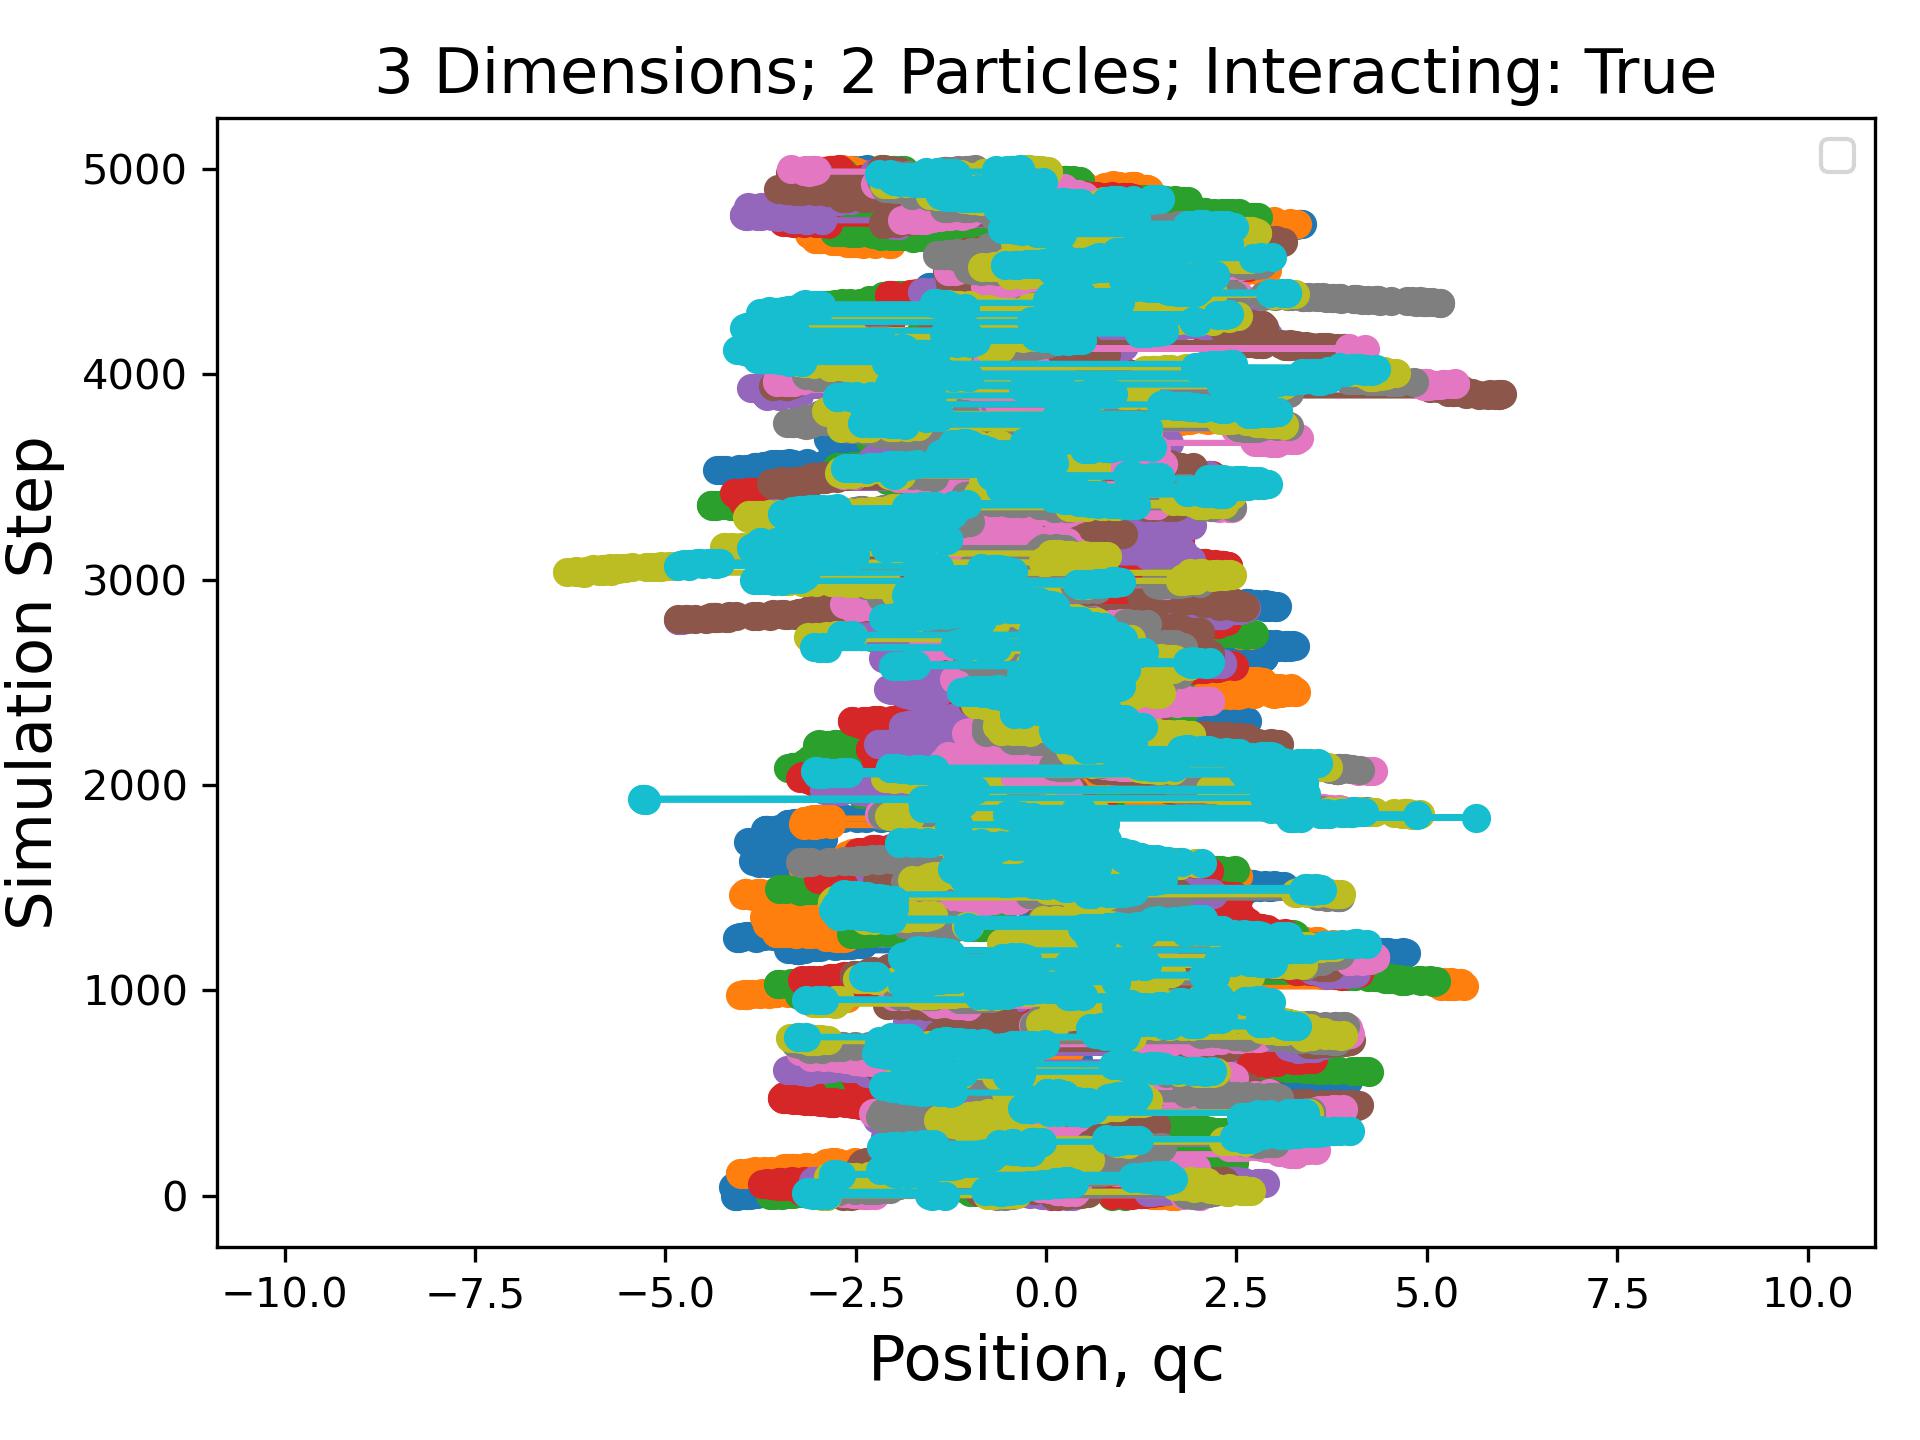 3 Dimensions; 2 Particles; Interacting: True
Simulation Step
5000
4000
3000
2000
1000
0
−10.0 −7.5 −5.0 −2.5 0.0 2.5 5.0 7.5 10.0
Position, qc